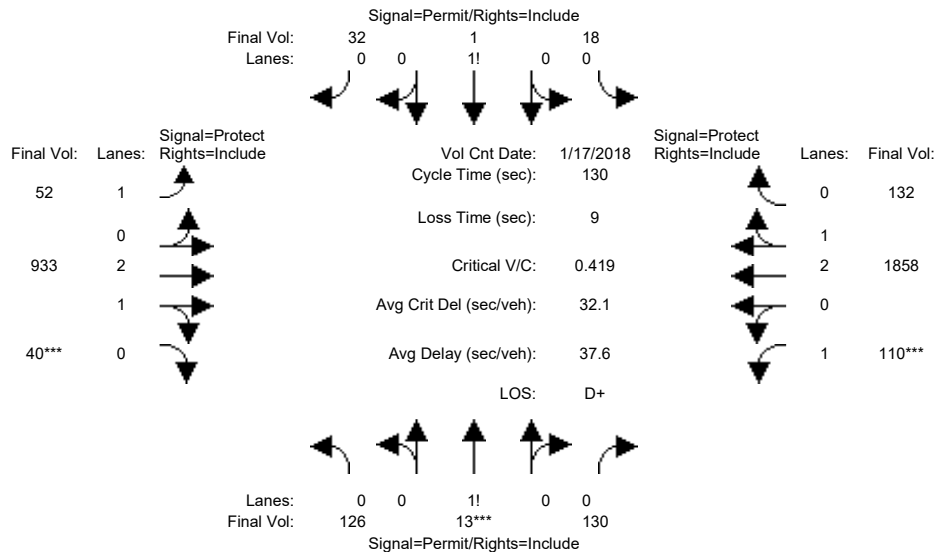 Signal=Permit/Rights=Include
Final Vol: 32 1 18
Lanes: 0 0 1! 0 0
Signal=Protect
Final Vol: Lanes: Rights=Include
Vol Cnt Date: 1/17/2018
Signal=Protect
Rights=Include Lanes: Final Vol:
Cycle Time (sec): 130
52 1
0 132
Loss Time (sec): 9
0
1
933 2
Critical V/C: 0.419
2 1858
1
Avg Crit Del (sec/veh): 32.1
0
40*** 0
Avg Delay (sec/veh): 37.6
1 110***
LOS: D+
Lanes: 0 0 1! 0 0
Final Vol: 126 13*** 130
Signal=Permit/Rights=Include